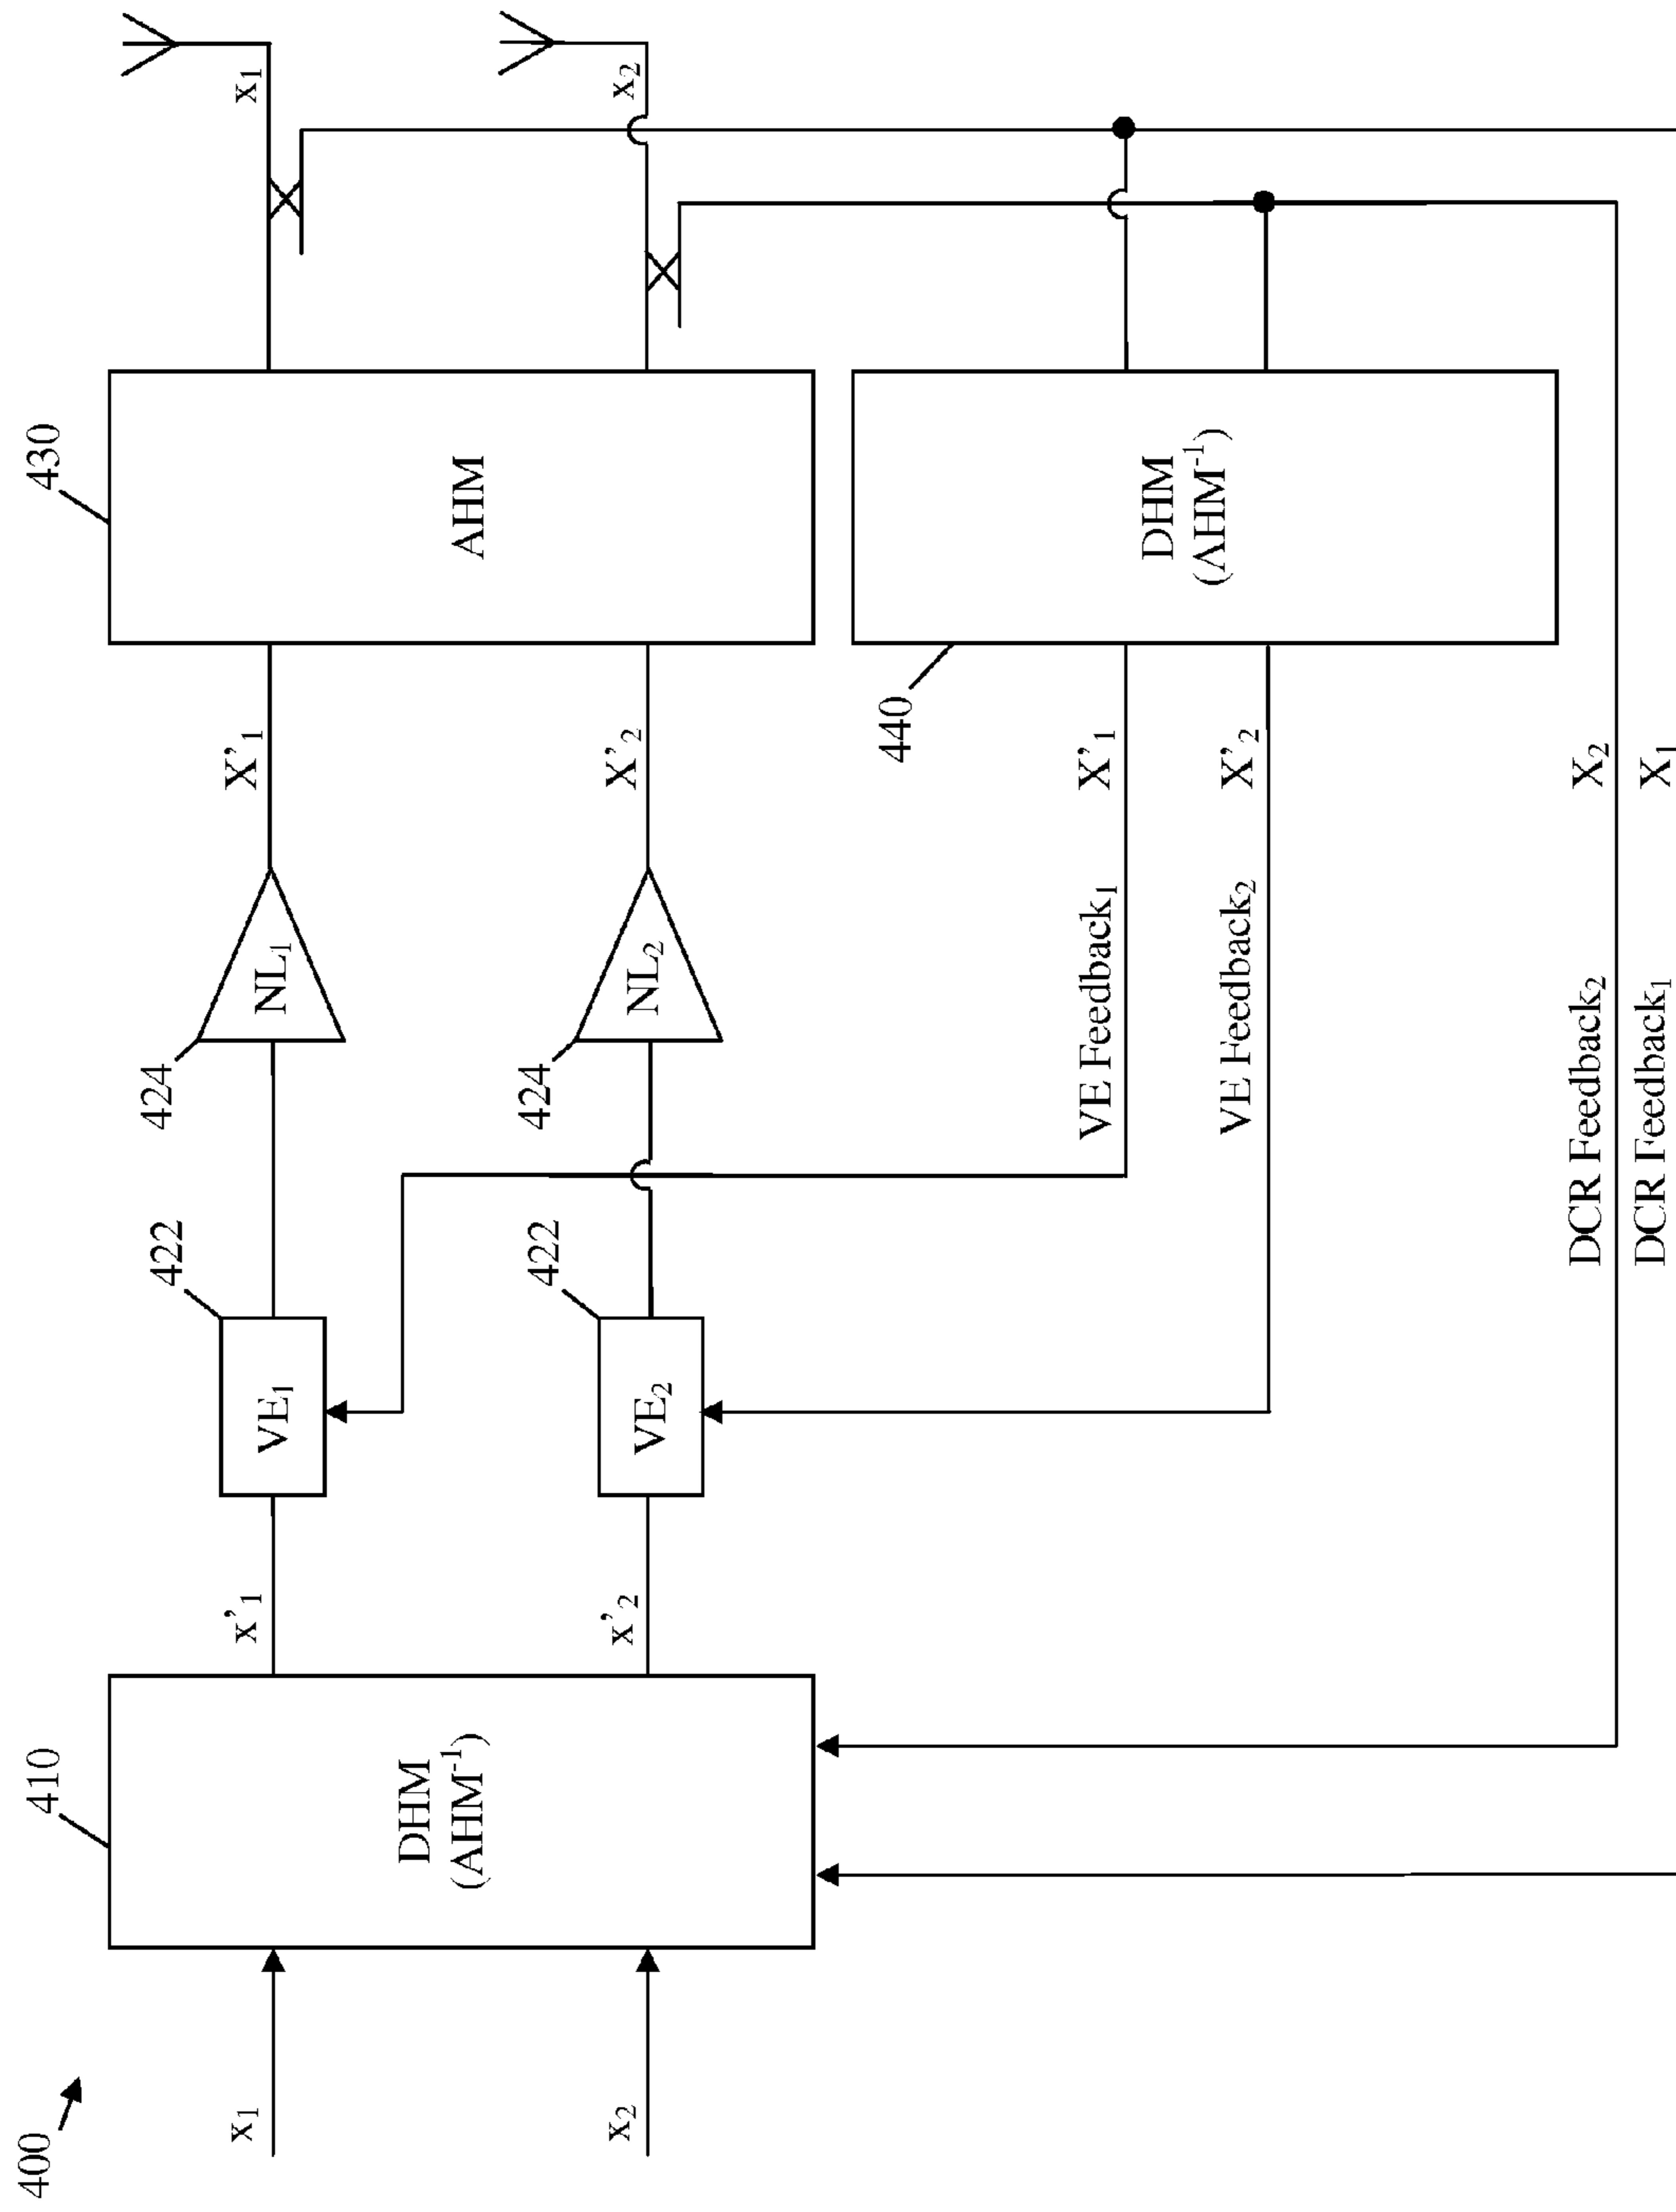 400
410
430
x1
x2
DHM
(AHM-1)
x'1
x'2
422
VE1
422
VE2
424
NL1
424
NL2
X'1
X'2
AHM
x1
x2
440
DHM
(AHM-1)
VE Feedback1 X'1
VE Feedback2 X'2
DCR Feedback2 X2
DCR Feedback1 X1